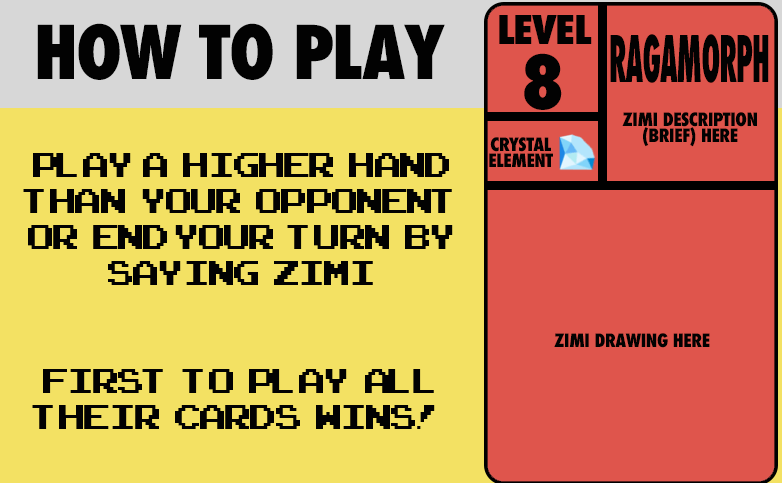 HOW TO PLAY
PLAY A HIGHER HAND
THAN YOUR OPPONENT
OR END YOUR TURN BY
SAYING ZIMI
FIRST TO PLAY ALL
THEIR CARDS WINS!
LEVEL
8
CRYSTAL
ELEMENT
RAGAMORPH
ZIMI DESCRIPTION
(BRIEF) HERE
ZIMI DRAWING HERE